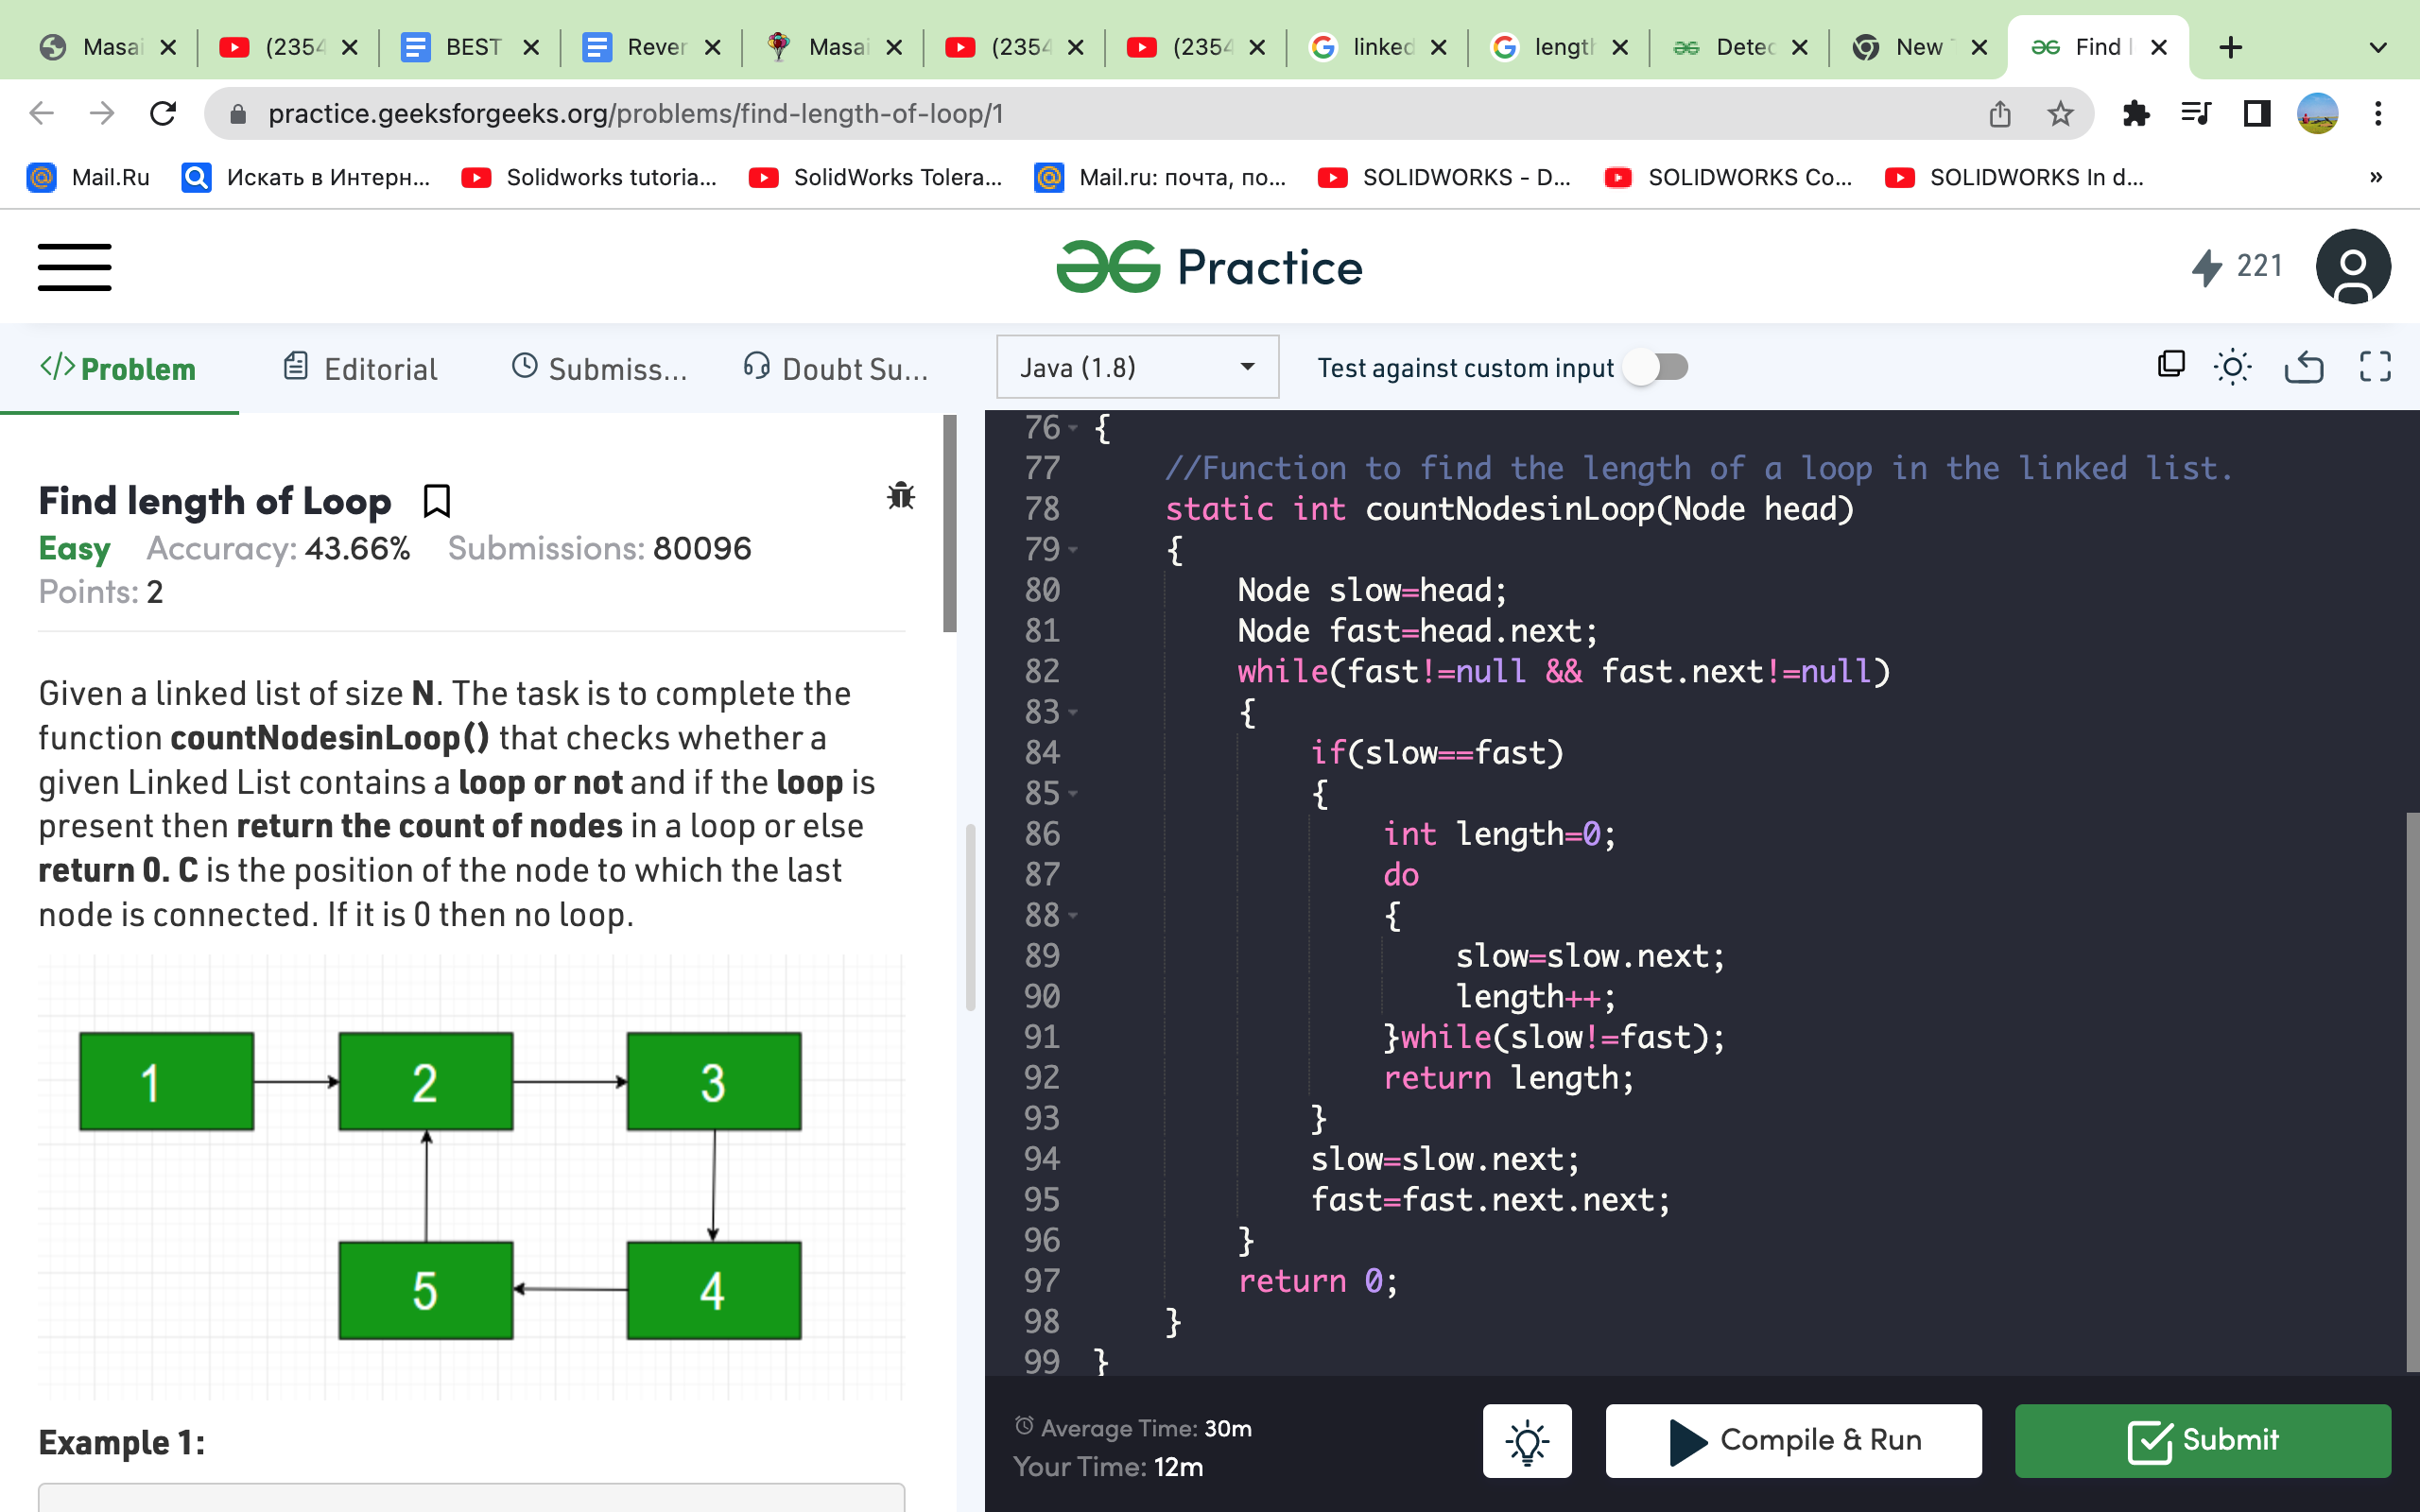 Masai
(2354
BEST
Rever
Masai
(2354
(2354
linked
length
Detec
New
Find
practice.geeksforgeeks.org/problems/find-length-of-loop/1
Mail.Ru
Искать в Интерн...
Solidworks tutoria...
SolidWorks Tolera...
Mail.ru: почта, по...
SOLIDWORKS - D...
SOLIDWORKS Co...
SOLIDWORKS In d...
»
Practice
221
</> Problem
Editorial
Submiss...
Doubt Su...
Java (1.8)
Test against custom input
Find length of Loop
Easy Accuracy: 43.66% Submissions: 80096
Points: 2
Given a linked list of size N. The task is to complete the
function countNodesinLoop() that checks whether a
given Linked List contains a loop or not and if the loop is
present then return the count of nodes in a loop or else
return 0. C is the position of the node to which the last
node is connected. If it is 0 then no loop.
1 2 3
5 4
Example 1:
76 {
77 //Function to find the length of a loop in the linked list.
78 static int countNodesinLoop(Node head)
79 {
80 Node slow=head;
81 Node fast=head.next;
82 while(fast!=null && fast.next!=null)
83 {
84 if(slow==fast)
85 {
86 int length=0;
87 do
88 {
89 slow=slow.next;
90 length++;
91 }while(slow!=fast);
92 return length;
93 }
94 slow=slow.next;
95 fast=fast.next.next;
96 }
97 return 0;
98 }
99 }
Average Time: 30m
Your Time: 12m
Compile & Run
Submit